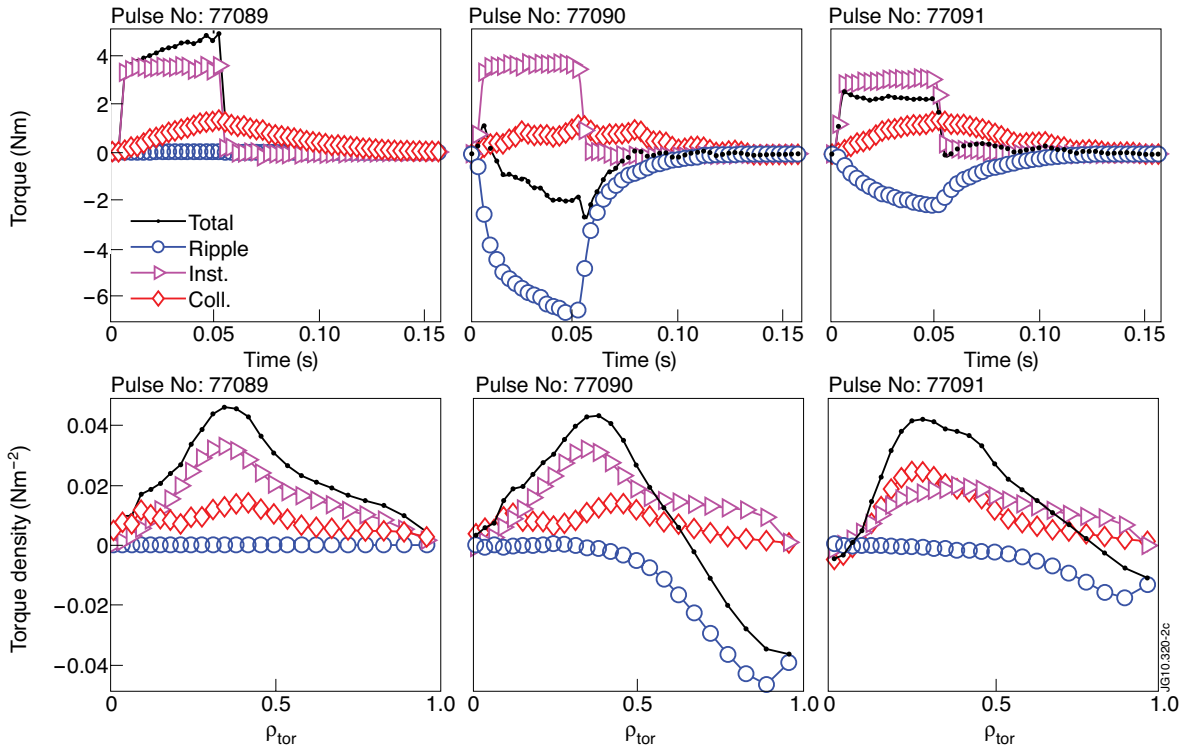 Pulse No: 77089
Pulse No: 77090
Pulse No: 77091
Torque (Nm)
4
2
0
−2
−4
−6
Total
Ripple
Inst.
Coll.
0 0.05 0.10 0.15
0 0.05 0.10 0.15
0 0.05 0.10 0.15
Time (s)
Time (s)
Time (s)
Pulse No: 77089
Pulse No: 77090
Pulse No: 77091
Torque density (Nm−2)
0.04
0.02
0
−0.02
−0.04
0 0.5 1.0
0 0.5 1.0
0 0.5 1.0
ρtor
ρtor
ρtor
JG10.320-2c